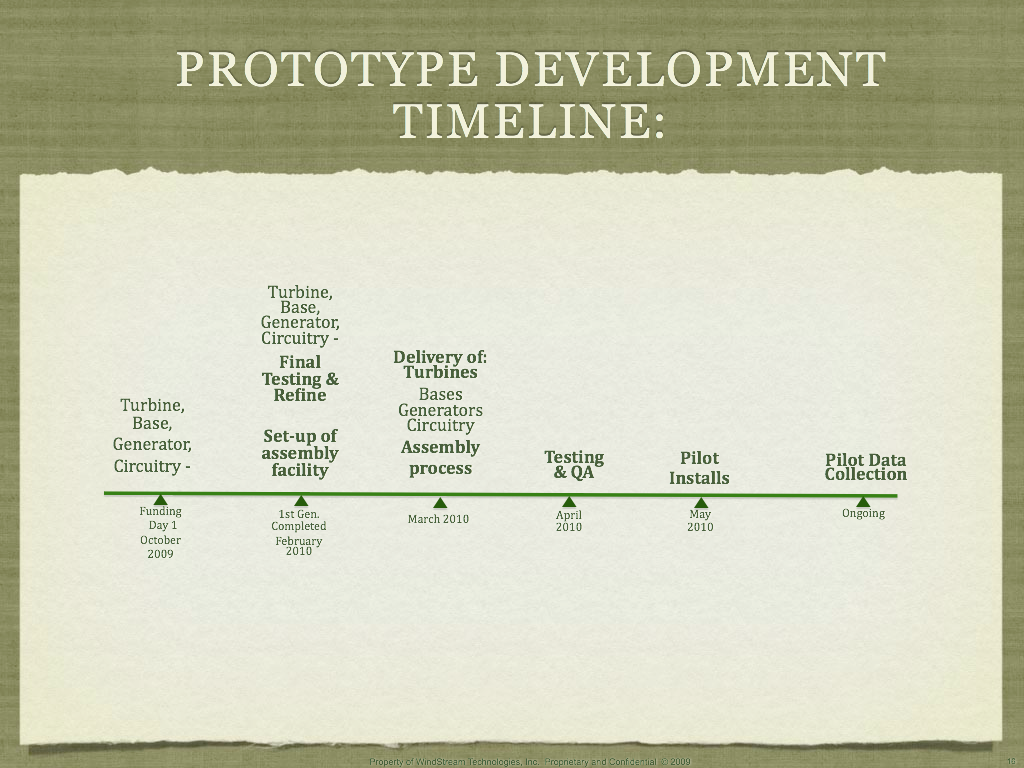 PROTOTYPE DEVELOPMENT
TIMELINE:
Turbine,
Base,
Generator,
Circuitry -
Funding
Day 1
October
2009
Turbine,
Base,
Generator,
Circuitry -
Final
Testing &
Refine
Set-up of
assembly
facility
1st Gen.
Completed
February
2010
Delivery of:
Turbines
Bases
Generators
Circuitry
Assembly
process
March 2010
Testing
& QA
April
2010
Pilot
Installs
May
2010
Pilot Data
Collection
Ongoing
Property of WindStream Technologies, Inc. Proprietary and Confidential © 2009